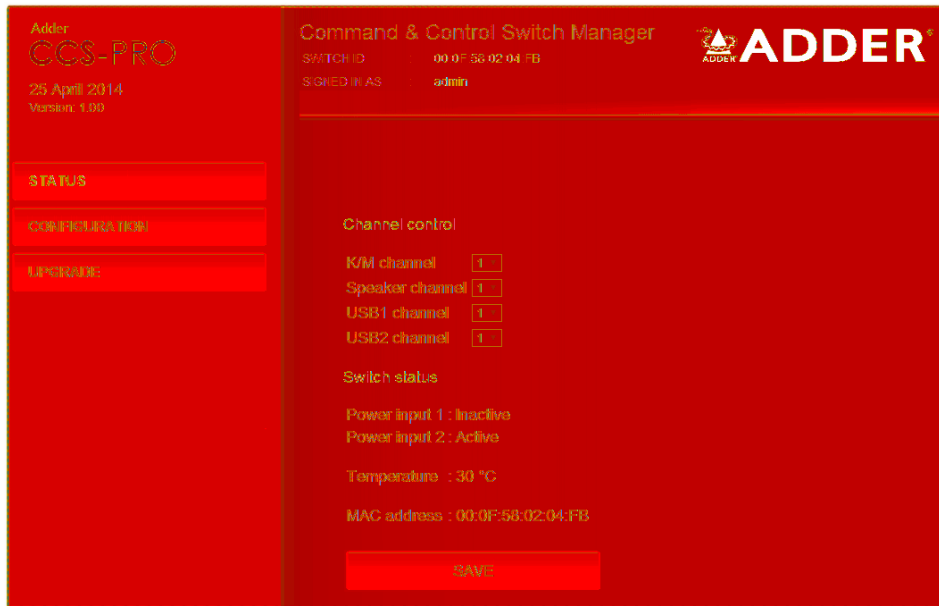 Adder
CCS-PRO
25 April 2014
Version: 1.00
STATUS
CONFIGURATION
UPGRADE
Command & Control Switch Manager
SWITCH ID : 00:0F:58:02:04:FB
SIGNED IN AS : admin
ADDER
ADDER®
Channel control
K/M channel 1
Speaker channel 1
USB1 channel 1
USB2 channel 1
Switch status
Power input 1 : Inactive
Power input 2 : Active
Temperature : 30 °C
MAC address : 00:0F:58:02:04:FB
SAVE